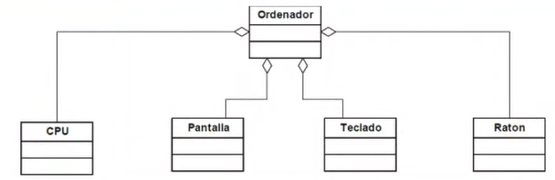 Ordenador
CPU
Pantalla
Teclado
Raton